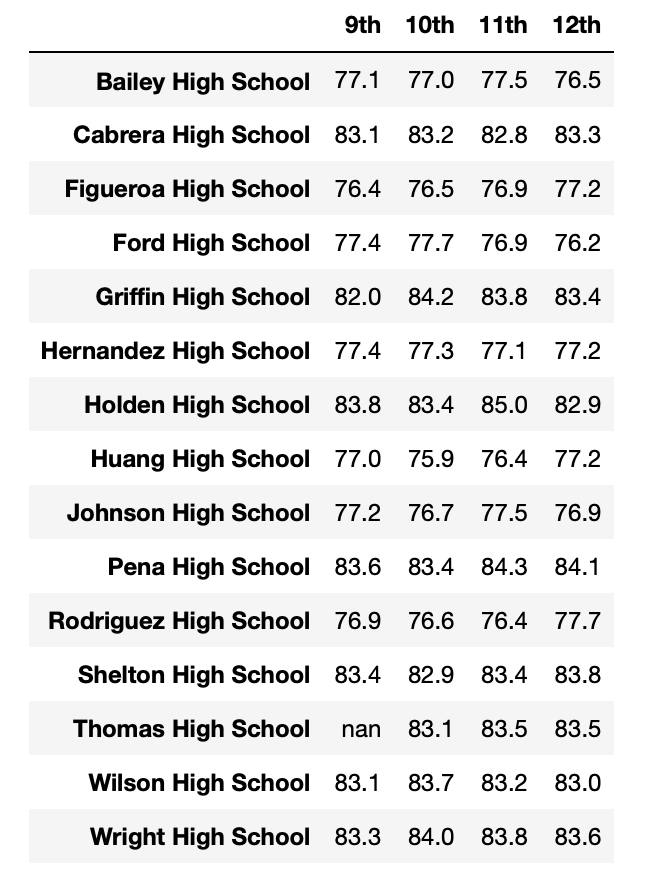 9th 10th 11th 12th
Bailey High School 77.1 77.0 77.5 76.5
Cabrera High School 83.1 83.2 82.8 83.3
Figueroa High School 76.4 76.5 76.9 77.2
Ford High School 77.4 77.7 76.9 76.2
Griffin High School 82.0 84.2 83.8 83.4
Hernandez High School 77.4 77.3 77.1 77.2
Holden High School 83.8 83.4 85.0 82.9
Huang High School 77.0 75.9 76.4 77.2
Johnson High School 77.2 76.7 77.5 76.9
Pena High School 83.6 83.4 84.3 84.1
Rodriguez High School 76.9 76.6 76.4 77.7
Shelton High School 83.4 82.9 83.4 83.8
Thomas High School nan 83.1 83.5 83.5
Wilson High School 83.1 83.7 83.2 83.0
Wright High School 83.3 84.0 83.8 83.6